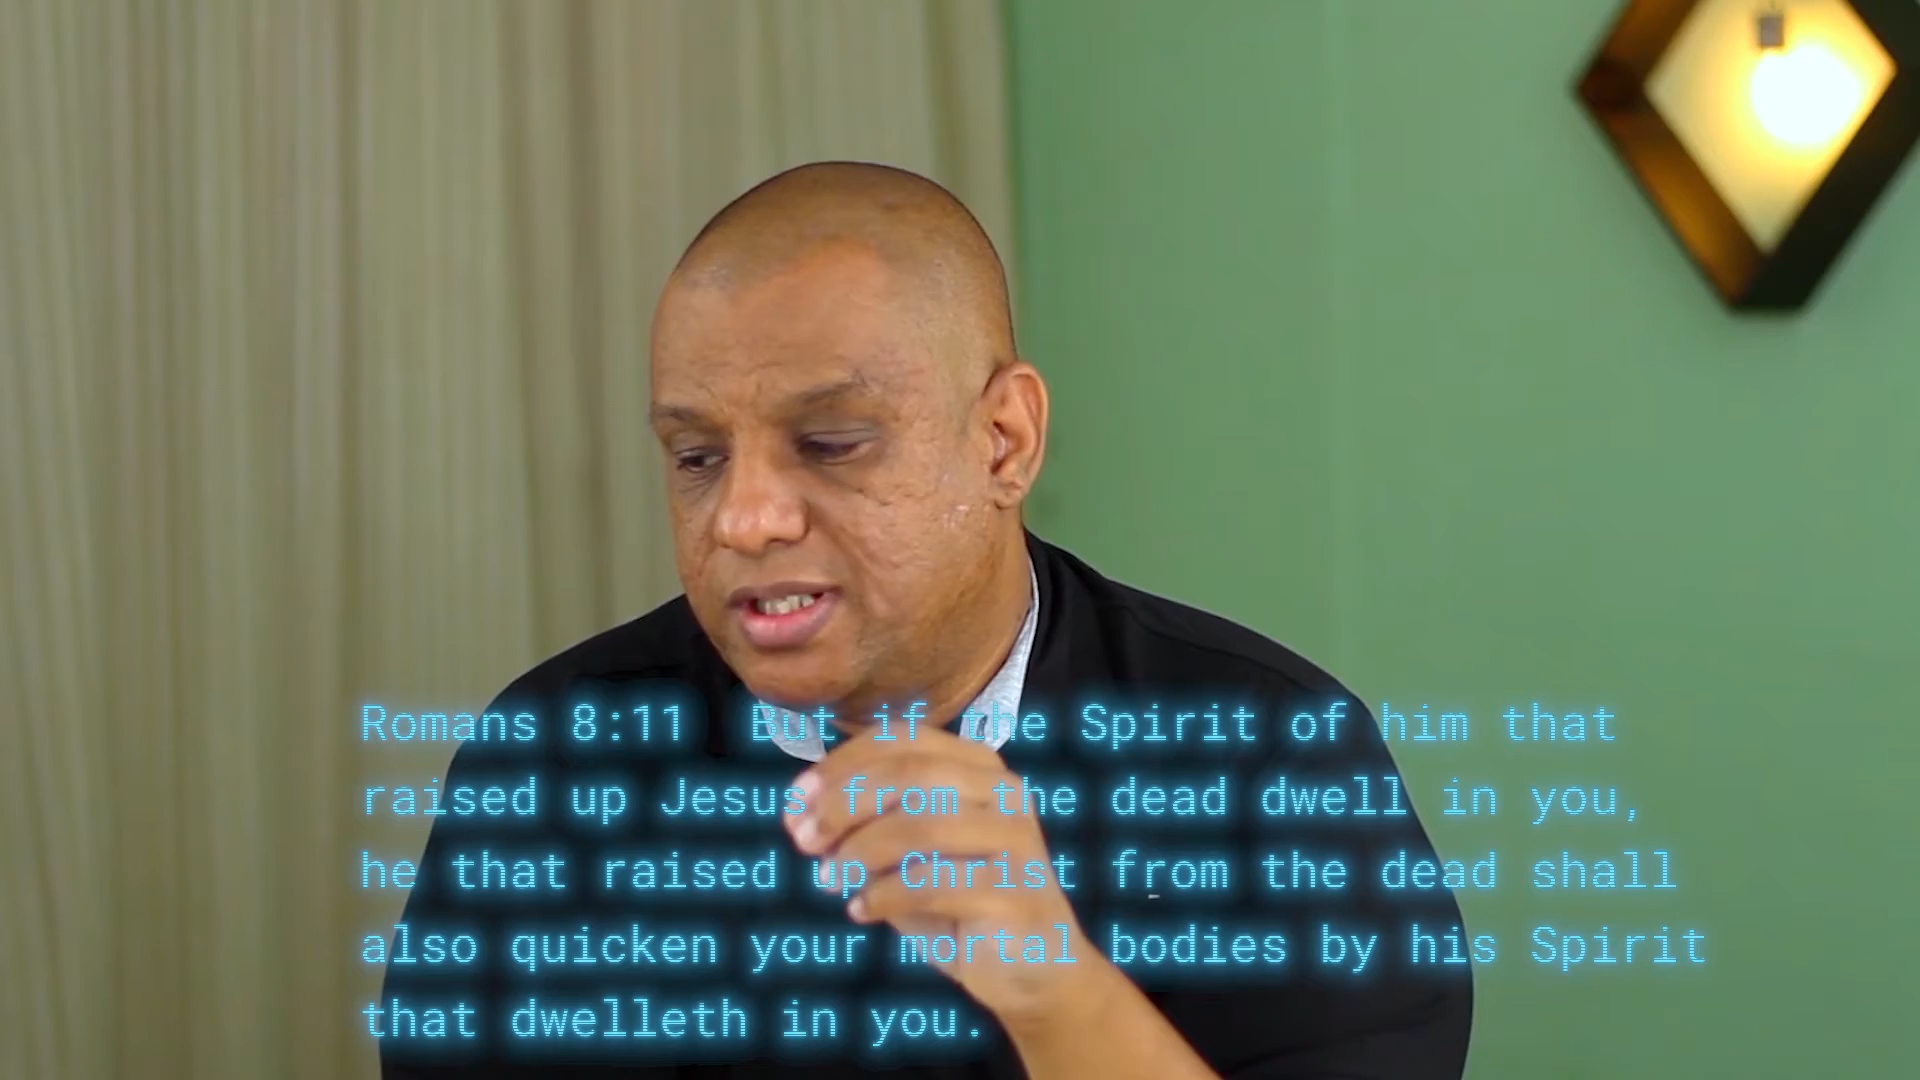 Romans 8:11 But if the Spirit of him that
raised up Jesus from the dead dwell in you,
he that raised up Christ from the dead shall
also quicken your mortal bodies by his Spirit
that dwelleth in you.